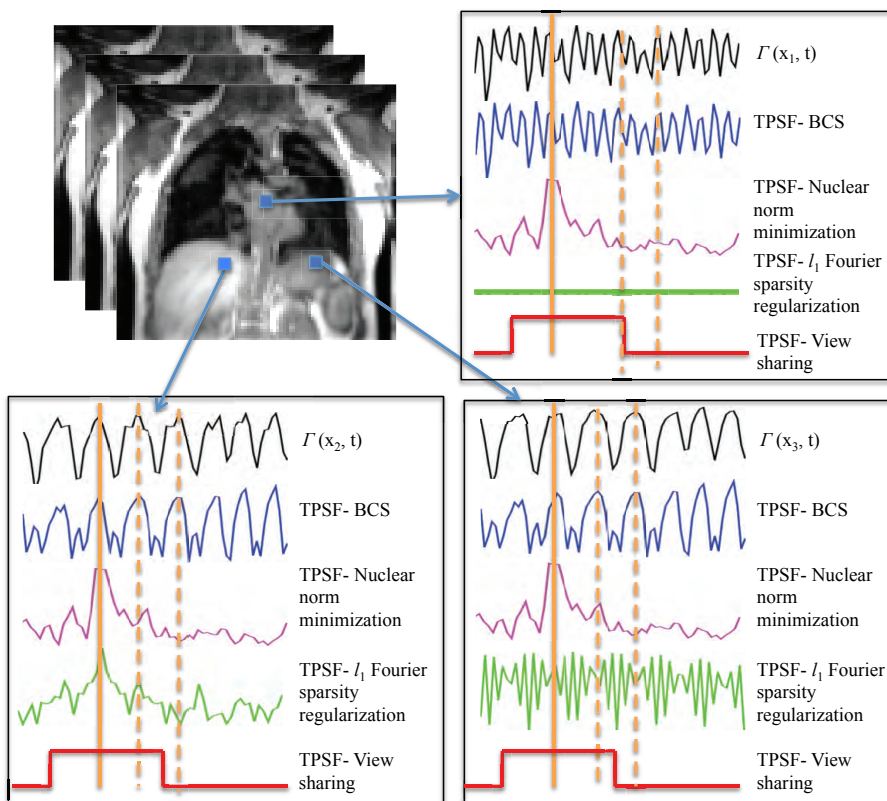 Γ (x₁, t)
TPSF- BCS
TPSF- Nuclear
norm
minimization
TPSF- l₁ Fourier
sparsity
regularization
TPSF- View
sharing
Γ (x₂, t)
TPSF- BCS
TPSF- Nuclear
norm
minimization
TPSF- l₁ Fourier
sparsity
regularization
TPSF- View
sharing
Γ (x₃, t)
TPSF- BCS
TPSF- Nuclear
norm
minimization
TPSF- l₁ Fourier
sparsity
regularization
TPSF- View
sharing